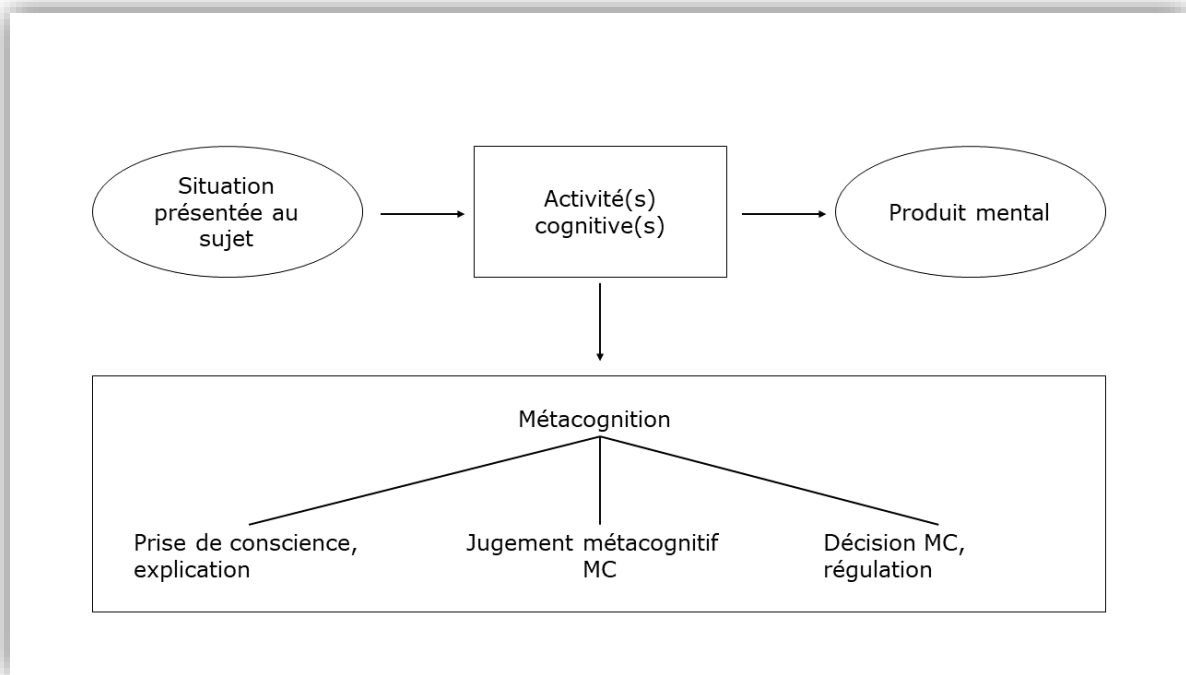 Situation
présentée au
sujet
Activité(s)
cognitive(s)
Produit mental
Métacognition
Prise de conscience,
explication
Jugement métacognitif
MC
Décision MC,
régulation